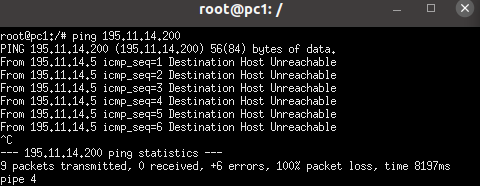 root@pc1: /
root@pc1:/# ping 195.11.14.200
PING 195.11.14.200 (195.11.14.200) 56(84) bytes of data.
From 195.11.14.5 icmp_seq=1 Destination Host Unreachable
From 195.11.14.5 icmp_seq=2 Destination Host Unreachable
From 195.11.14.5 icmp_seq=3 Destination Host Unreachable
From 195.11.14.5 icmp_seq=4 Destination Host Unreachable
From 195.11.14.5 icmp_seq=5 Destination Host Unreachable
From 195.11.14.5 icmp_seq=6 Destination Host Unreachable
^C
--- 195.11.14.200 ping statistics ---
9 packets transmitted, 0 received, +6 errors, 100% packet loss, time 8197ms
pipe 4